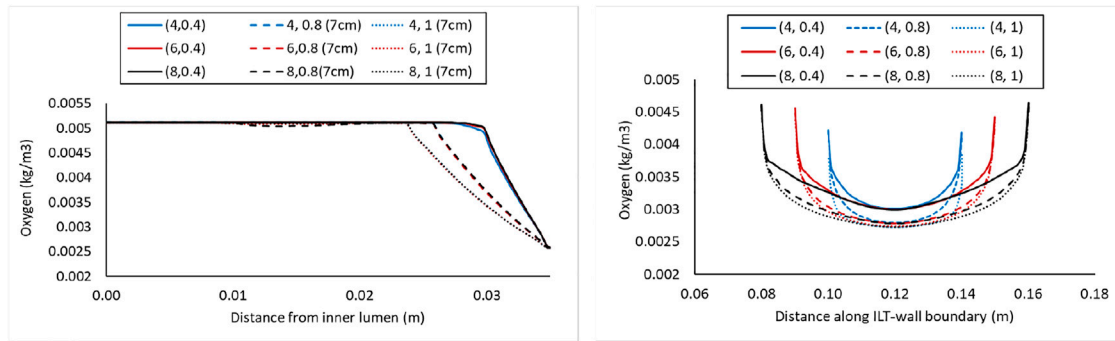 (4,0.4) 4, 0.8 (7cm) 4, 1 (7cm)
(6,0.4) 6,0.8 (7cm) 6, 1 (7cm)
(8,0.4) 8,0.8(7cm) 8, 1 (7cm)
0.0055
0.005
0.0045
0.004
0.0035
0.003
0.0025
0.002
Oxygen (kg/m3)
0.00 0.01 0.02 0.03
Distance from inner lumen (m)
(4, 0.4) (4, 0.8) (4, 1)
(6, 0.4) (6, 0.8) (6, 1)
(8, 0.4) (8, 0.8) (8, 1)
0.005
0.0045
0.004
0.0035
0.003
0.0025
0.002
Oxygen (kg/m3)
0.06 0.08 0.10 0.12 0.14 0.16 0.18
Distance along ILT-wall boundary (m)